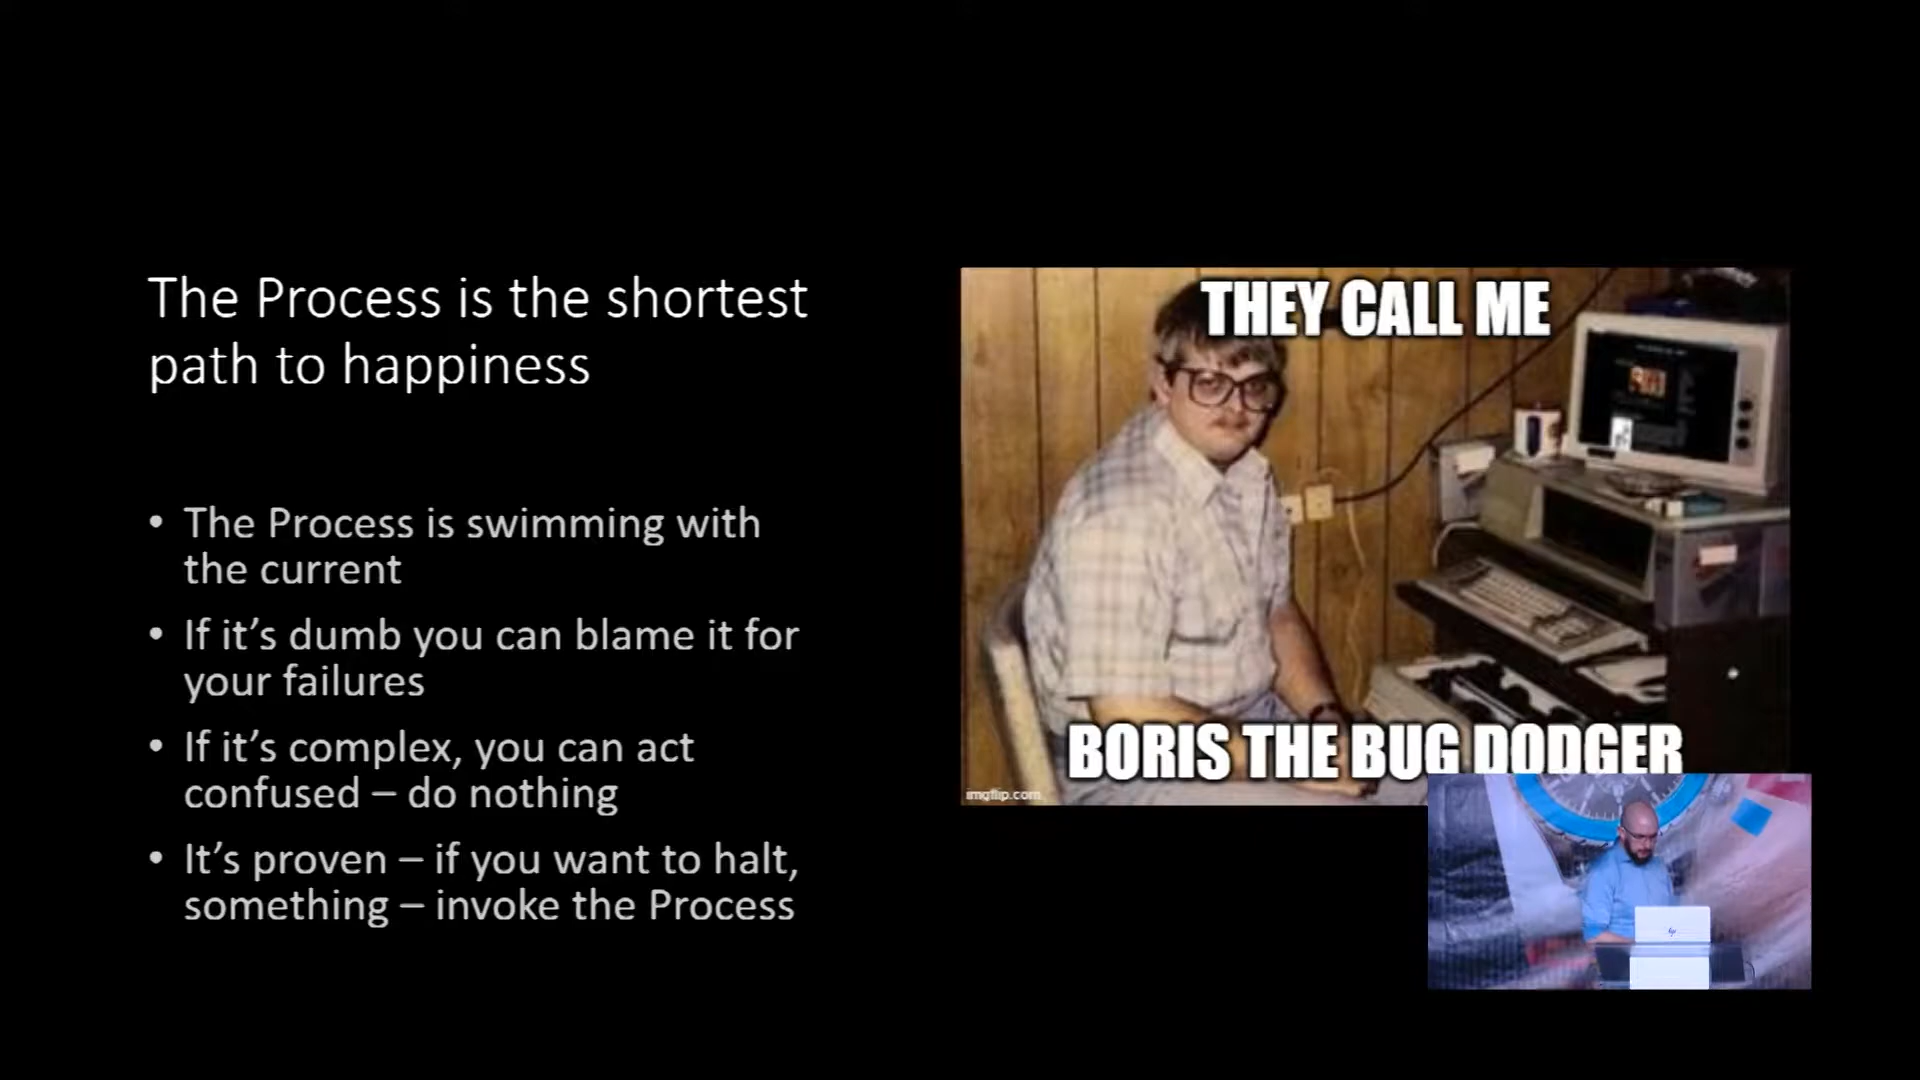 The Process is the shortest
path to happiness
• The Process is swimming with
the current
• If it’s dumb you can blame it for
your failures
• If it’s complex, you can act
confused – do nothing
• It’s proven – if you want to halt,
something – invoke the Process
THEY CALL ME
BORIS THE BUG DODGER
imgflip.com
hp